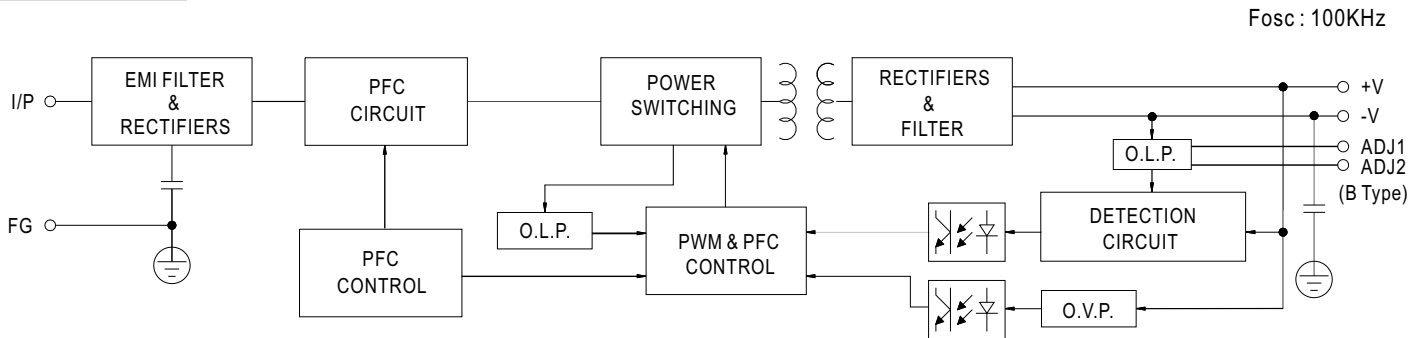 Fosc : 100KHz
I/P
EMI FILTER
&
RECTIFIERS
PFC
CIRCUIT
POWER
SWITCHING
RECTIFIERS
&
FILTER
+V
-V
ADJ1
ADJ2
(B Type)
O.L.P.
FG
O.L.P.
PFC
CONTROL
PWM & PFC
CONTROL
DETECTION
CIRCUIT
O.V.P.